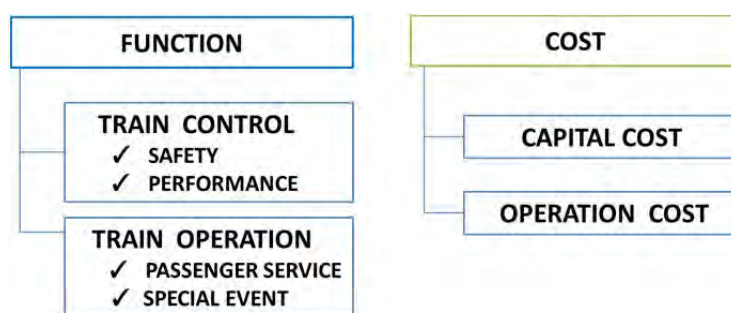 FUNCTION
TRAIN CONTROL
✓ SAFETY
✓ PERFORMANCE
TRAIN OPERATION
✓ PASSENGER SERVICE
✓ SPECIAL EVENT
COST
CAPITAL COST
OPERATION COST